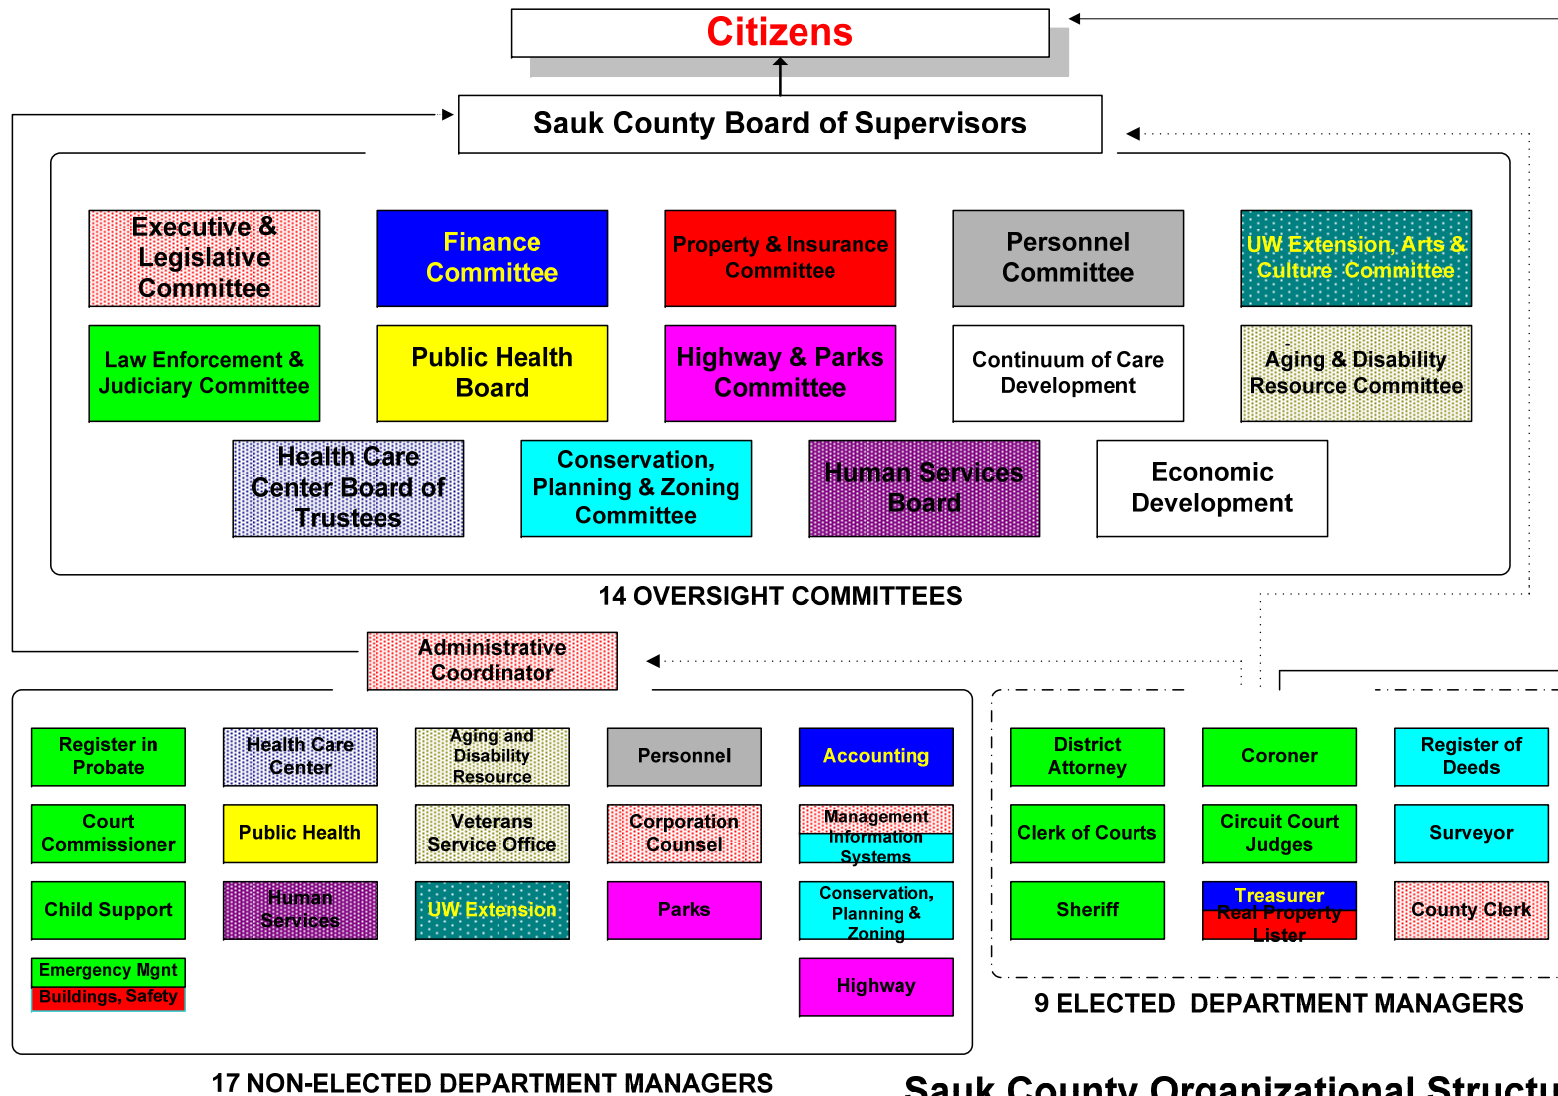 Citizens
Sauk County Board of Supervisors
Executive &
Legislative
Committee
Finance
Committee
Property & Insurance
Committee
Personnel
Committee
UW Extension, Arts &
Culture Committee
Law Enforcement &
Judiciary Committee
Public Health
Board
Highway & Parks
Committee
Continuum of Care
Development
Aging & Disability
Resource Committee
Health Care
Center Board of
Trustees
Conservation,
Planning & Zoning
Committee
Human Services
Board
Economic
Development
14 OVERSIGHT COMMITTEES
Administrative
Coordinator
Register in
Probate
Health Care
Center
Aging and
Disability
Resource
Personnel
Accounting
Court
Commissioner
Public Health
Veterans
Service Office
Corporation
Counsel
Management
Information
Systems
Child Support
Human
Services
UW Extension
Parks
Conservation,
Planning &
Zoning
Emergency Mgnt
Buildings, Safety
Highway
17 NON-ELECTED DEPARTMENT MANAGERS
District
Attorney
Coroner
Register of
Deeds
Clerk of Courts
Circuit Court
Judges
Surveyor
Sheriff
Treasurer
Real Property
Lister
County Clerk
9 ELECTED DEPARTMENT MANAGERS
Sauk County Organizational Structu